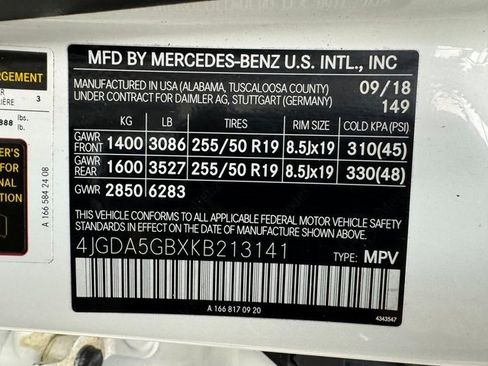 MFD BY MERCEDES-BENZ U.S. INTL., INC
MANUFACTURED IN USA (ALABAMA, TUSCALOOSA COUNTY) 09/18
UNDER CONTRACT FOR DAIMLER AG, STUTTGART (GERMANY) 149
KG LB TIRES RIM SIZE COLD KPA (PSI)
GAWR FRONT 1400 3086 255/50 R19 8.5Jx19 310(45)
GAWR REAR 1600 3527 255/50 R19 8.5Jx19 330(48)
GVWR 2850 6283
THIS VEHICLE CONFORMS TO ALL APPLICABLE FEDERAL MOTOR VEHICLE SAFETY
STANDARDS IN EFFECT ON THE DATE OF MANUFACTURE SHOWN ABOVE.
4JGDA5GBXKB213141
TYPE: MPV
A 166 817 09 20
4343547
ARGEMENT
3
lbs.
A 166 584 24 08